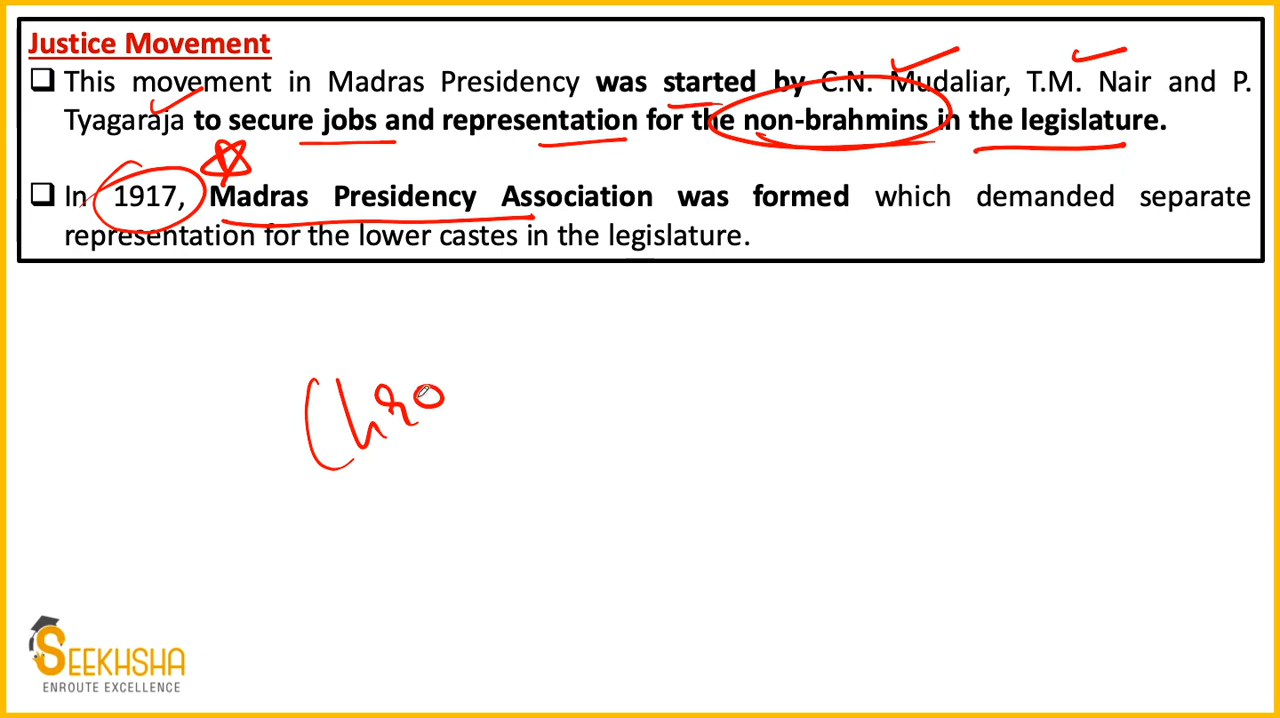 Justice Movement
❑ This movement in Madras Presidency was started by C.N. Mudaliar, T.M. Nair and P.
Tyagaraja to secure jobs and representation for the non-brahmins in the legislature.
❑ In 1917, Madras Presidency Association was formed which demanded separate
representation for the lower castes in the legislature.
Chro
SEEKHSHA
ENROUTE EXCELLENCE